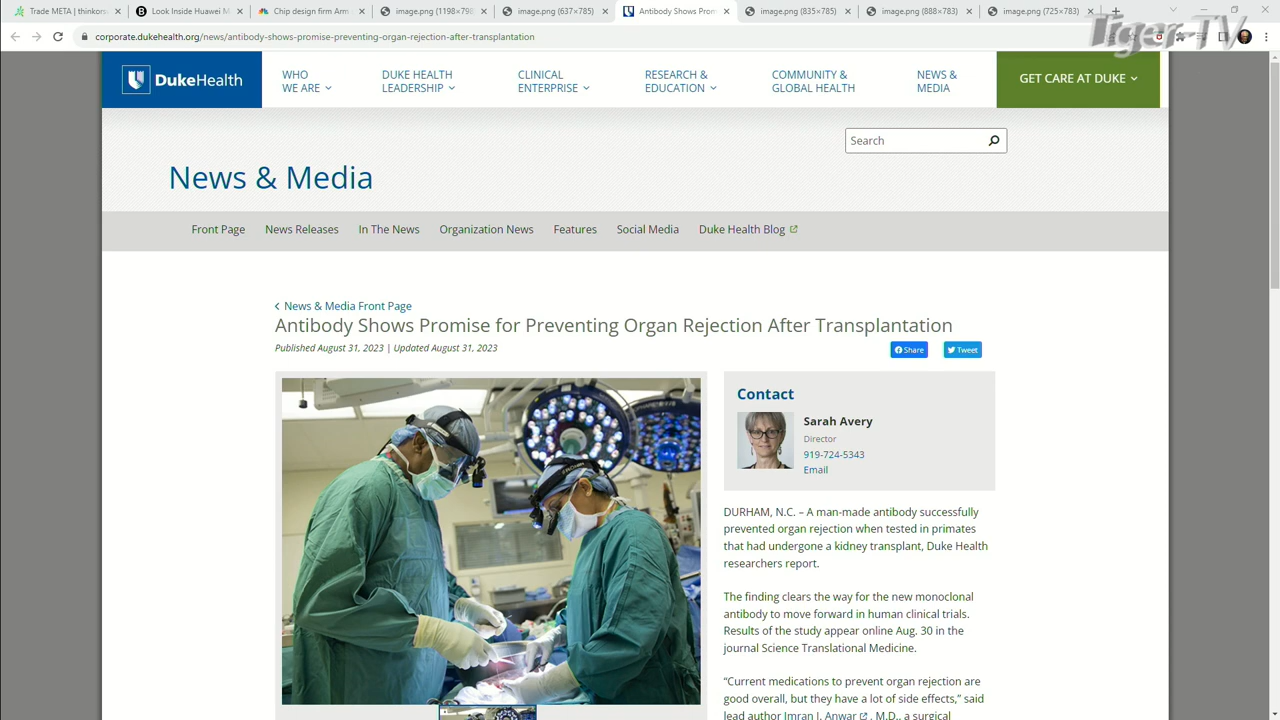 Trade META | thinkors
Look Inside Huawei M
Chip design firm Arm
image.png (1198×798
image.png (637×785)
Antibody Shows Prom
image.png (835×785)
image.png (888×783)
image.png (725×783)
Tiger-TV
corporate.dukehealth.org/news/antibody-shows-promise-preventing-organ-rejection-after-transplantation
DukeHealth
WHO
WE ARE
DUKE HEALTH
LEADERSHIP
CLINICAL
ENTERPRISE
RESEARCH &
EDUCATION
COMMUNITY &
GLOBAL HEALTH
NEWS &
MEDIA
GET CARE AT DUKE
Search
News & Media
Front Page
News Releases
In The News
Organization News
Features
Social Media
Duke Health Blog
News & Media Front Page
Antibody Shows Promise for Preventing Organ Rejection After Transplantation
Published August 31, 2023 | Updated August 31, 2023
Share
Tweet
Contact
Sarah Avery
Director
919-724-5343
Email
DURHAM, N.C. – A man-made antibody successfully
prevented organ rejection when tested in primates
that had undergone a kidney transplant, Duke Health
researchers report.
The finding clears the way for the new monoclonal
antibody to move forward in human clinical trials.
Results of the study appear online Aug. 30 in the
journal Science Translational Medicine.
“Current medications to prevent organ rejection are
good overall, but they have a lot of side effects,” said
lead author Imran J. Anwar, M.D., a surgical